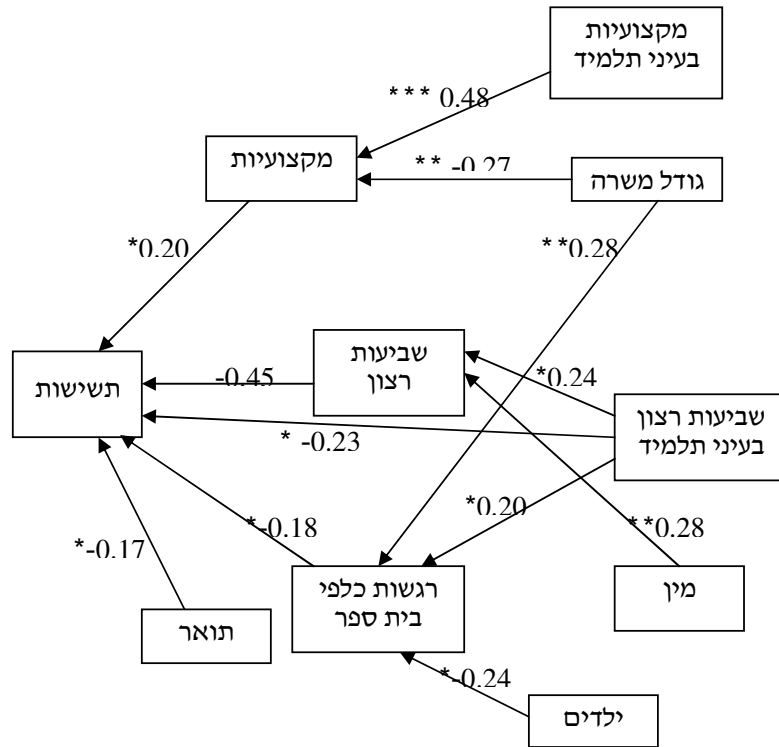 מקצועיות
בעיני תלמיד
*** 0.48
מקצועיות
** -0.27
גודל משרה
*0.20
**0.28
תשישות
שביעות
רצון
-0.45
*0.24
שביעות רצון
בעיני תלמיד
* -0.23
*0.20
*-0.18
**0.28
*-0.17
רגשות כלפי
בית ספר
מין
תואר
*-0.24
ילדים